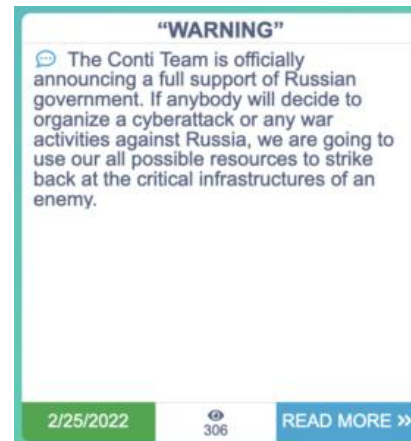 “WARNING”
The Conti Team is officially
announcing a full support of Russian
government. If anybody will decide to
organize a cyberattack or any war
activities against Russia, we are going to
use our all possible resources to strike
back at the critical infrastructures of an
enemy.
2/25/2022
306
READ MORE »